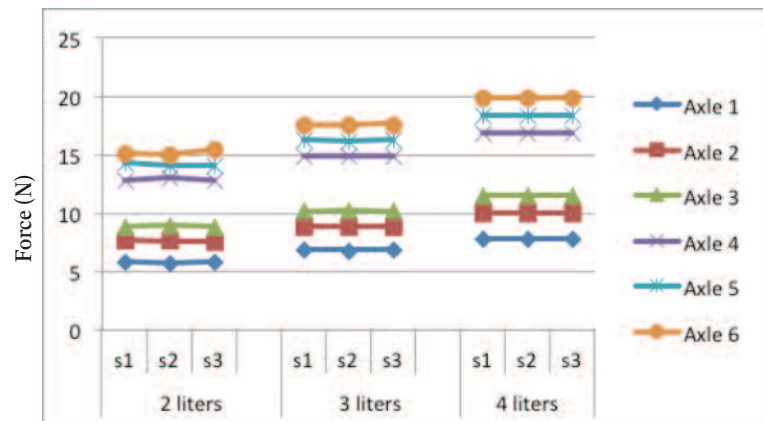 25
20
15
10
5
0
Force (N)
s1 s2 s3 s1 s2 s3 s1 s2 s3
2 liters 3 liters 4 liters
Axle 1
Axle 2
Axle 3
Axle 4
Axle 5
Axle 6